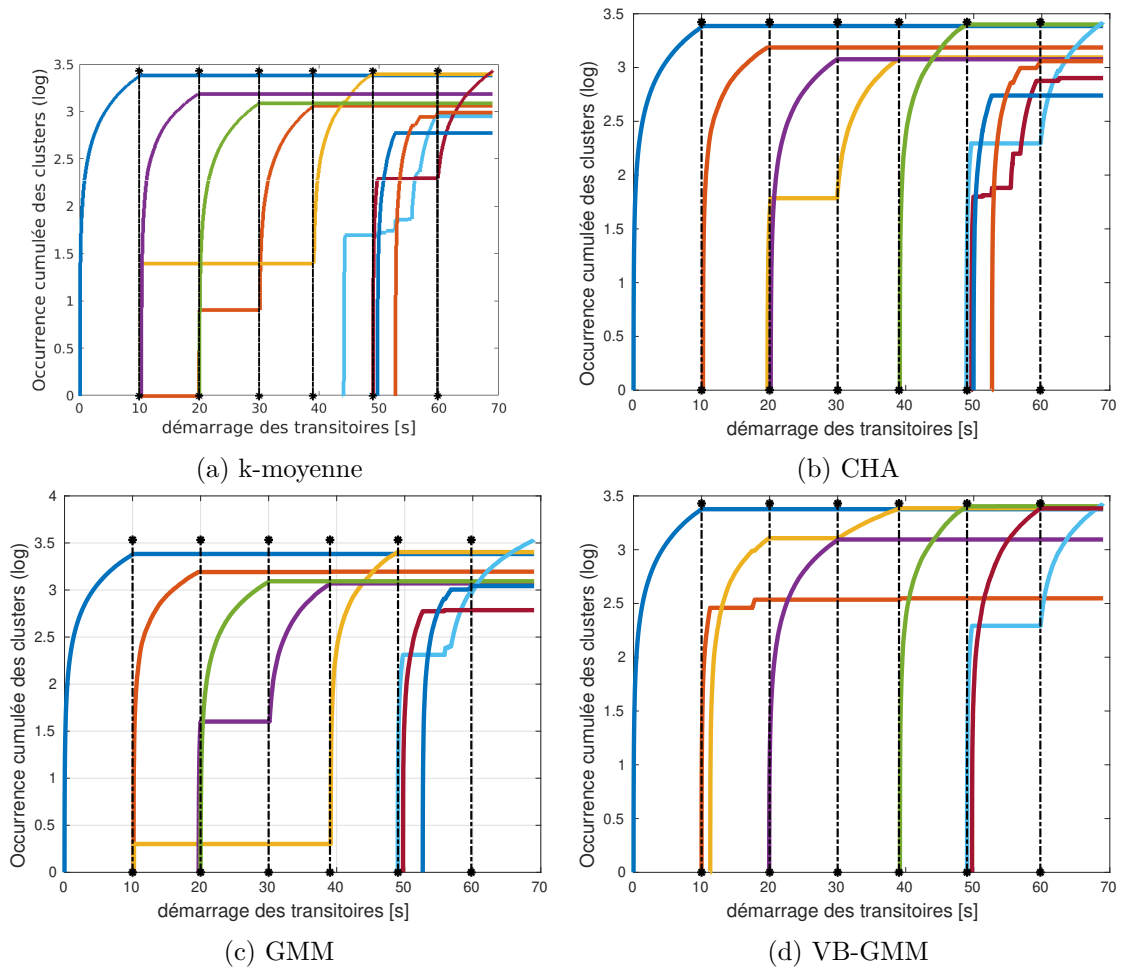 Occurrence cumulée des clusters (log)
3.5
3
2.5
2
1.5
1
0.5
0
0 10 20 30 40 50 60 70
démarrage des transitoires [s]
(a) k-moyenne
Occurrence cumulée des clusters (log)
3.5
3
2.5
2
1.5
1
0.5
0
0 10 20 30 40 50 60 70
démarrage des transitoires [s]
(b) CHA
Occurrence cumulée des clusters (log)
4
3.5
3
2.5
2
1.5
1
0.5
0
0 10 20 30 40 50 60 70
démarrage des transitoires [s]
(c) GMM
Occurrence cumulée des clusters (log)
3.5
3
2.5
2
1.5
1
0.5
0
0 10 20 30 40 50 60 70
démarrage des transitoires [s]
(d) VB-GMM